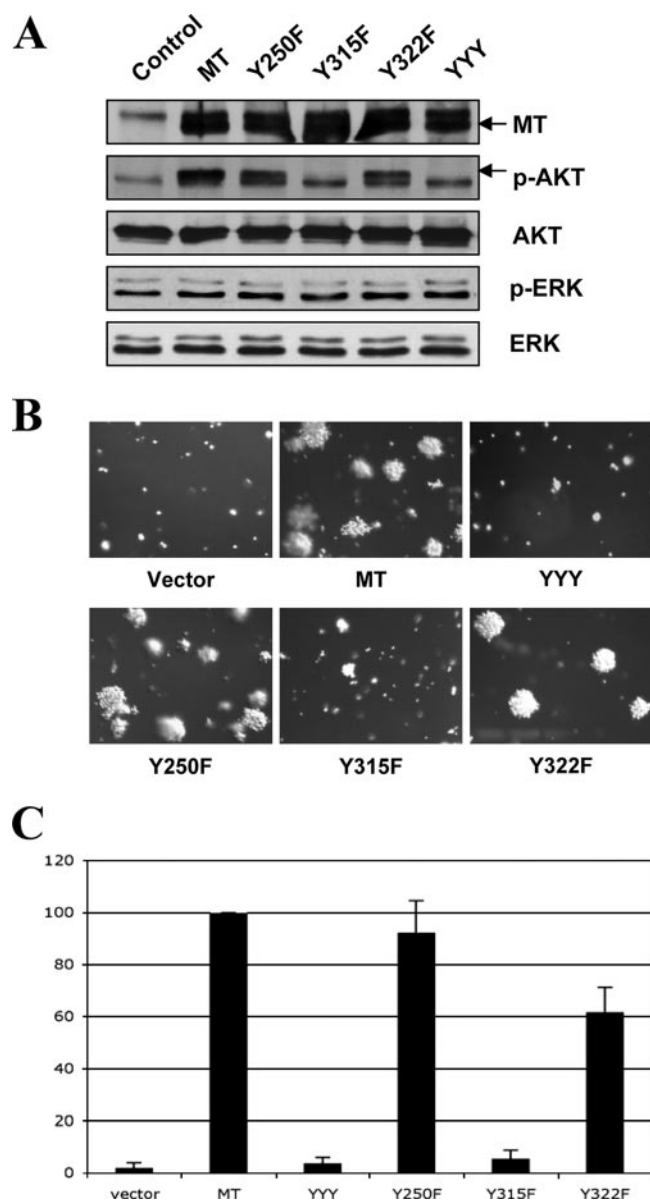 A
Control MT Y250F Y315F Y322F YYY
MT
p-AKT
AKT
p-ERK
ERK
B
Vector MT YYY
Y250F Y315F Y322F
C
120
100
80
60
40
20
0
vector MT YYY Y250F Y315F Y322F